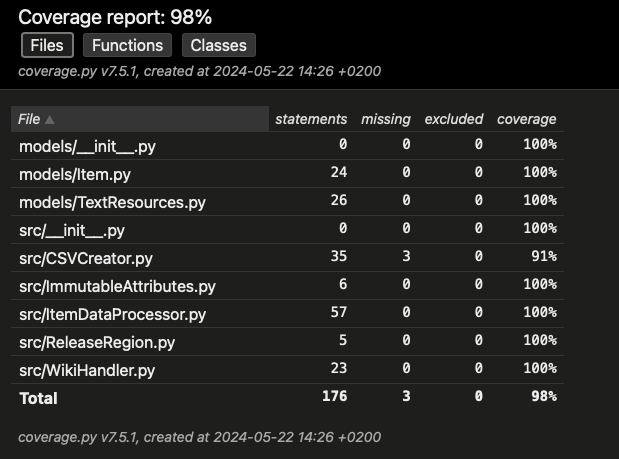 Coverage report: 98%
Files Functions Classes
coverage.py v7.5.1, created at 2024-05-22 14:26 +0200
File statements missing excluded coverage
models/__init__.py 0 0 0 100%
models/Item.py 24 0 0 100%
models/TextResources.py 26 0 0 100%
src/__init__.py 0 0 0 100%
src/CSVCreator.py 35 3 0 91%
src/ImmutableAttributes.py 6 0 0 100%
src/ItemDataProcessor.py 57 0 0 100%
src/ReleaseRegion.py 5 0 0 100%
src/WikiHandler.py 23 0 0 100%
Total 176 3 0 98%
coverage.py v7.5.1, created at 2024-05-22 14:26 +0200